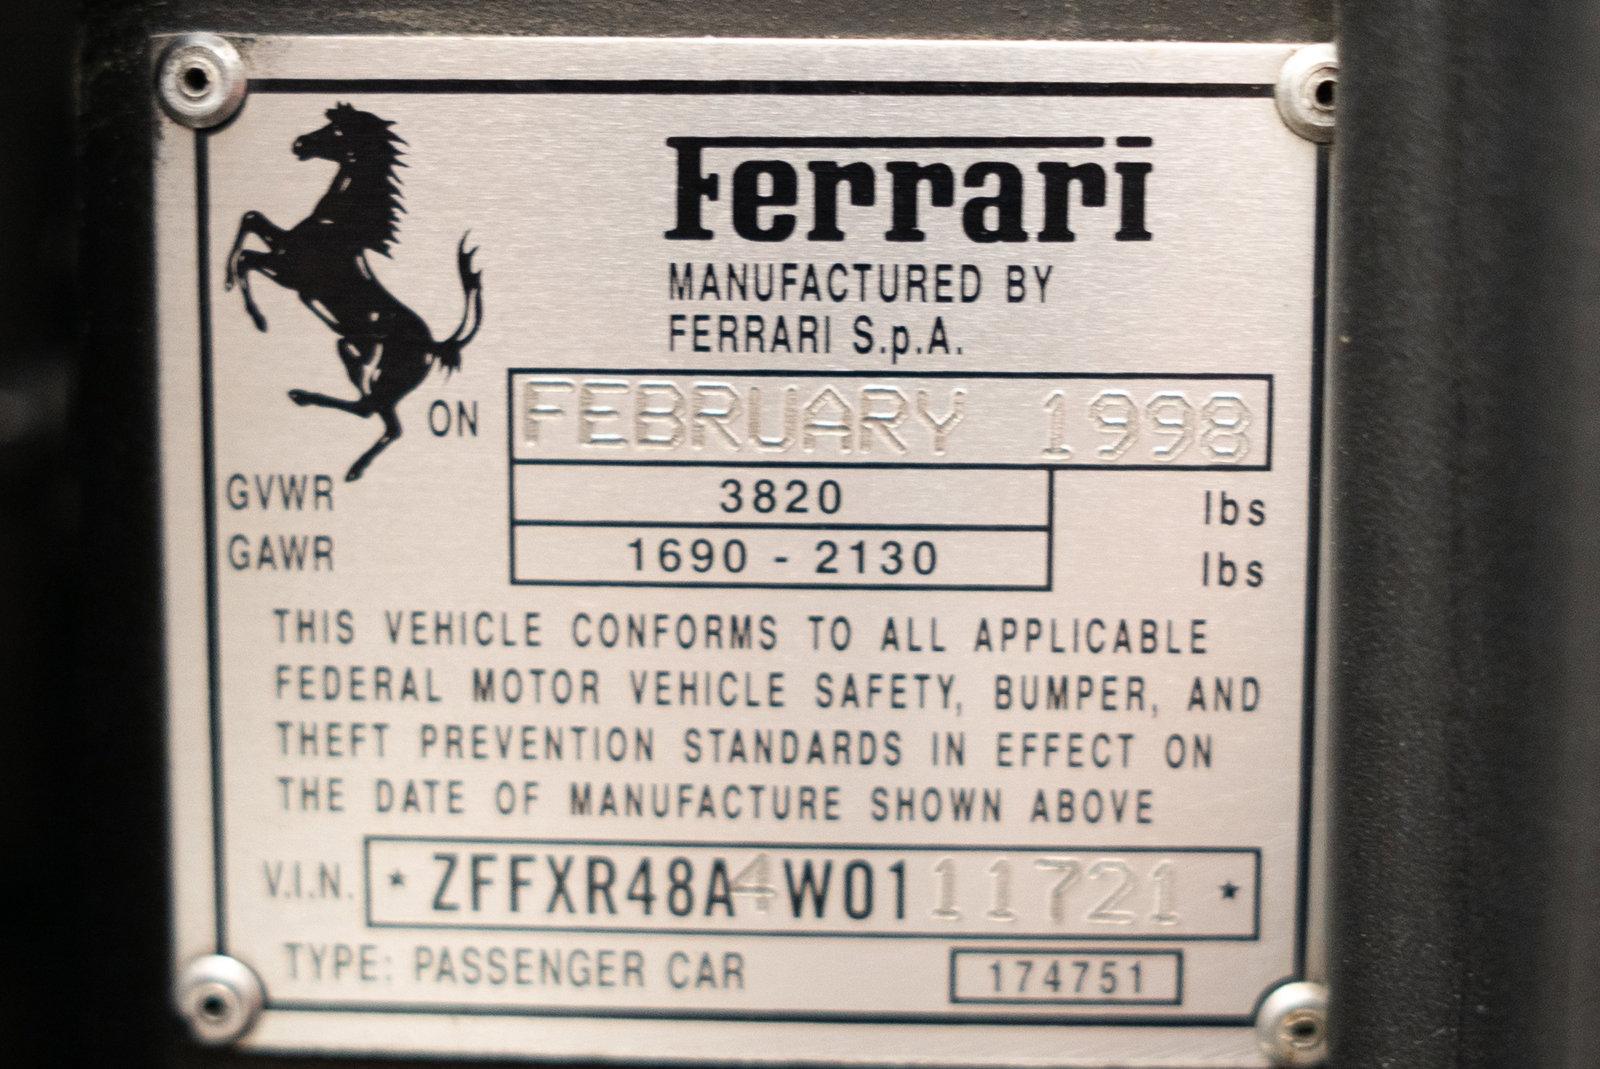 Ferrari
MANUFACTURED BY
FERRARI S.p.A.
ON FEBRUARY 1998
GVWR 3820 lbs
GAWR 1690 - 2130 lbs
THIS VEHICLE CONFORMS TO ALL APPLICABLE
FEDERAL MOTOR VEHICLE SAFETY, BUMPER, AND
THEFT PREVENTION STANDARDS IN EFFECT ON
THE DATE OF MANUFACTURE SHOWN ABOVE
V.I.N. * ZFFXR48A4W0111721 *
TYPE: PASSENGER CAR 174751